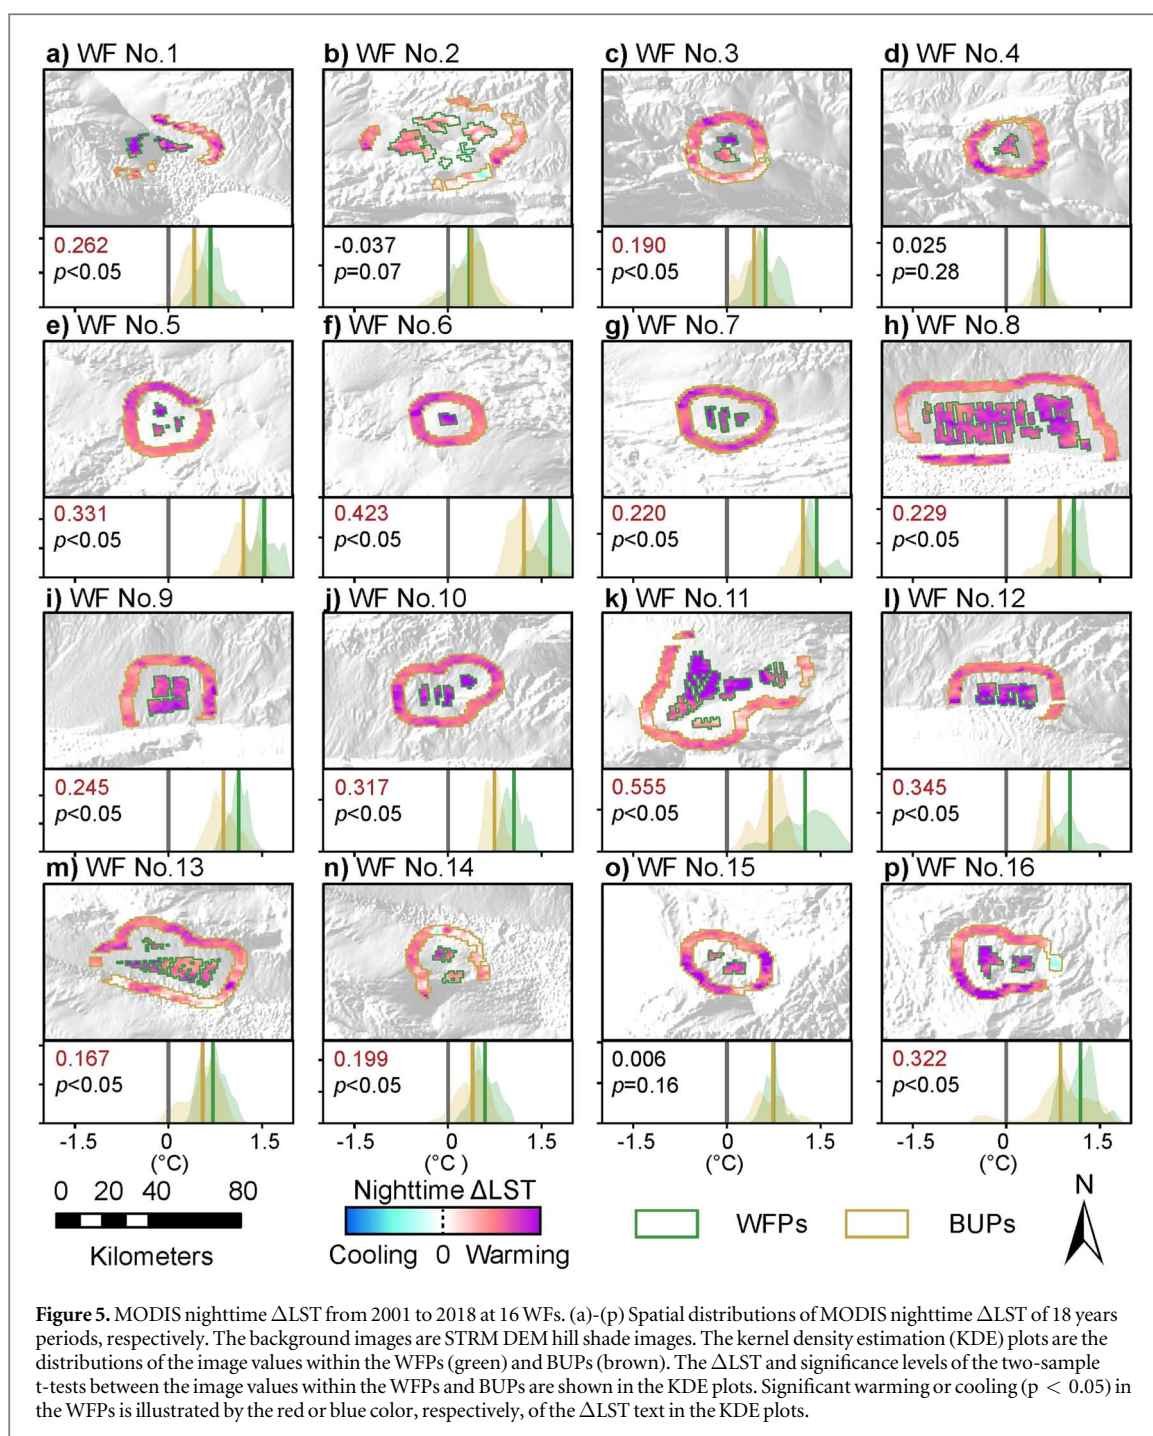 a) WF No.1
b) WF No.2
c) WF No.3
d) WF No.4
0.262
p<0.05
-0.037
p=0.07
0.190
p<0.05
0.025
p=0.28
e) WF No.5
f) WF No.6
g) WF No.7
h) WF No.8
0.331
p<0.05
0.423
p<0.05
0.220
p<0.05
0.229
p<0.05
i) WF No.9
j) WF No.10
k) WF No.11
l) WF No.12
0.245
p<0.05
0.317
p<0.05
0.555
p<0.05
0.345
p<0.05
m) WF No.13
n) WF No.14
o) WF No.15
p) WF No.16
0.167
p<0.05
0.199
p<0.05
0.006
p=0.16
0.322
p<0.05
-1.5 0 1.5
(°C)
-1.5 0 1.5
(°C )
-1.5 0 1.5
(°C)
-1.5 0 1.5
(°C)
0 20 40 80
Kilometers
Nighttime ΔLST
Cooling 0 Warming
WFPs
BUPs
N
Figure 5. MODIS nighttime ΔLST from 2001 to 2018 at 16 WFs. (a)-(p) Spatial distributions of MODIS nighttime ΔLST of 18 years
periods, respectively. The background images are STRM DEM hill shade images. The kernel density estimation (KDE) plots are the
distributions of the image values within the WFPs (green) and BUPs (brown). The ΔLST and significance levels of the two-sample
t-tests between the image values within the WFPs and BUPs are shown in the KDE plots. Significant warming or cooling (p < 0.05) in
the WFPs is illustrated by the red or blue color, respectively, of the ΔLST text in the KDE plots.